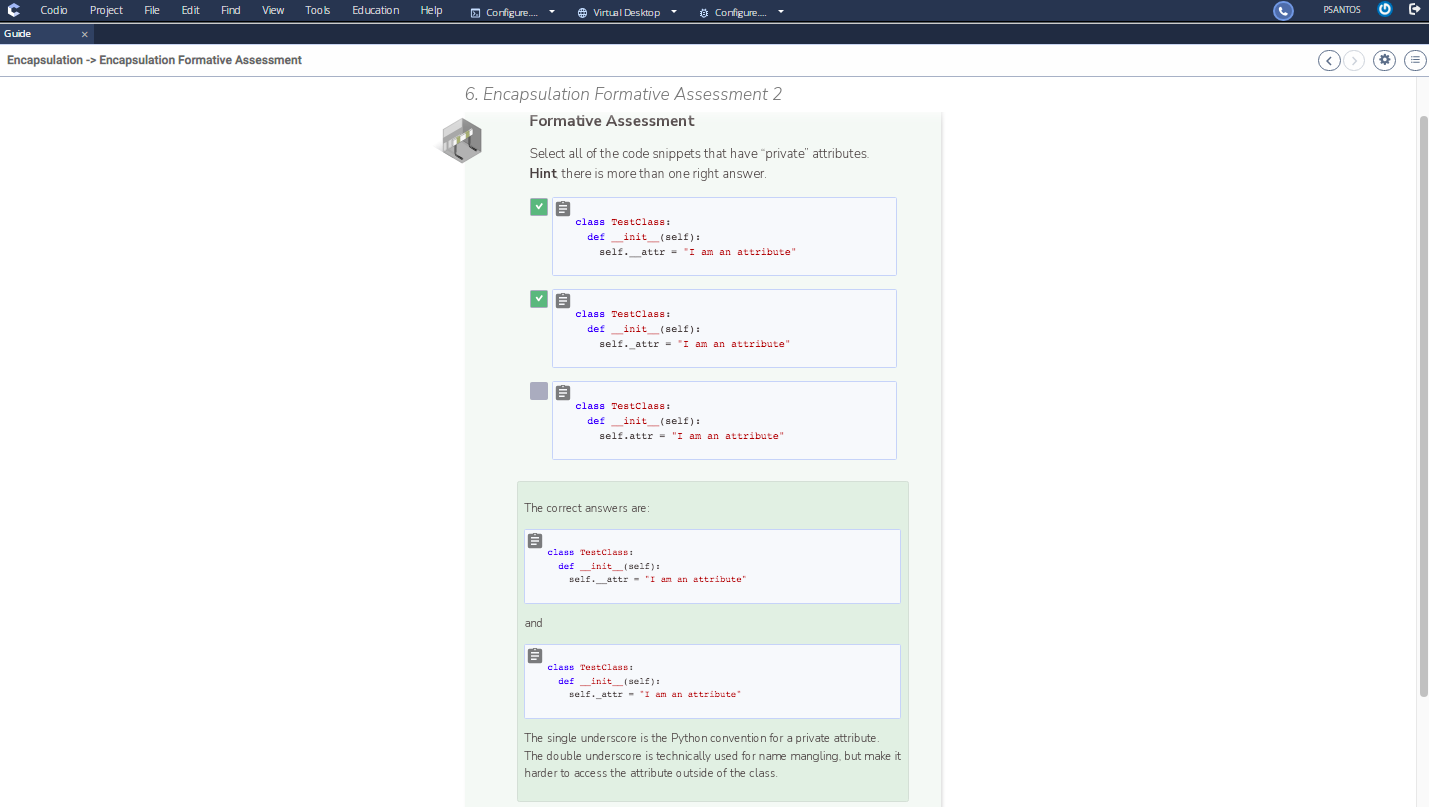 Codio Project File Edit Find View Tools Education Help Configure.... Virtual Desktop Configure.... PSANTOS
Guide ×
Encapsulation -> Encapsulation Formative Assessment
6. Encapsulation Formative Assessment 2
Formative Assessment
Select all of the code snippets that have “private” attributes.
Hint, there is more than one right answer.
class TestClass:
def __init__(self):
self.__attr = "I am an attribute"
class TestClass:
def __init__(self):
self._attr = "I am an attribute"
class TestClass:
def __init__(self):
self.attr = "I am an attribute"
The correct answers are:
class TestClass:
def __init__(self):
self.__attr = "I am an attribute"
and
class TestClass:
def __init__(self):
self._attr = "I am an attribute"
The single underscore is the Python convention for a private attribute.
The double underscore is technically used for name mangling, but make it
harder to access the attribute outside of the class.